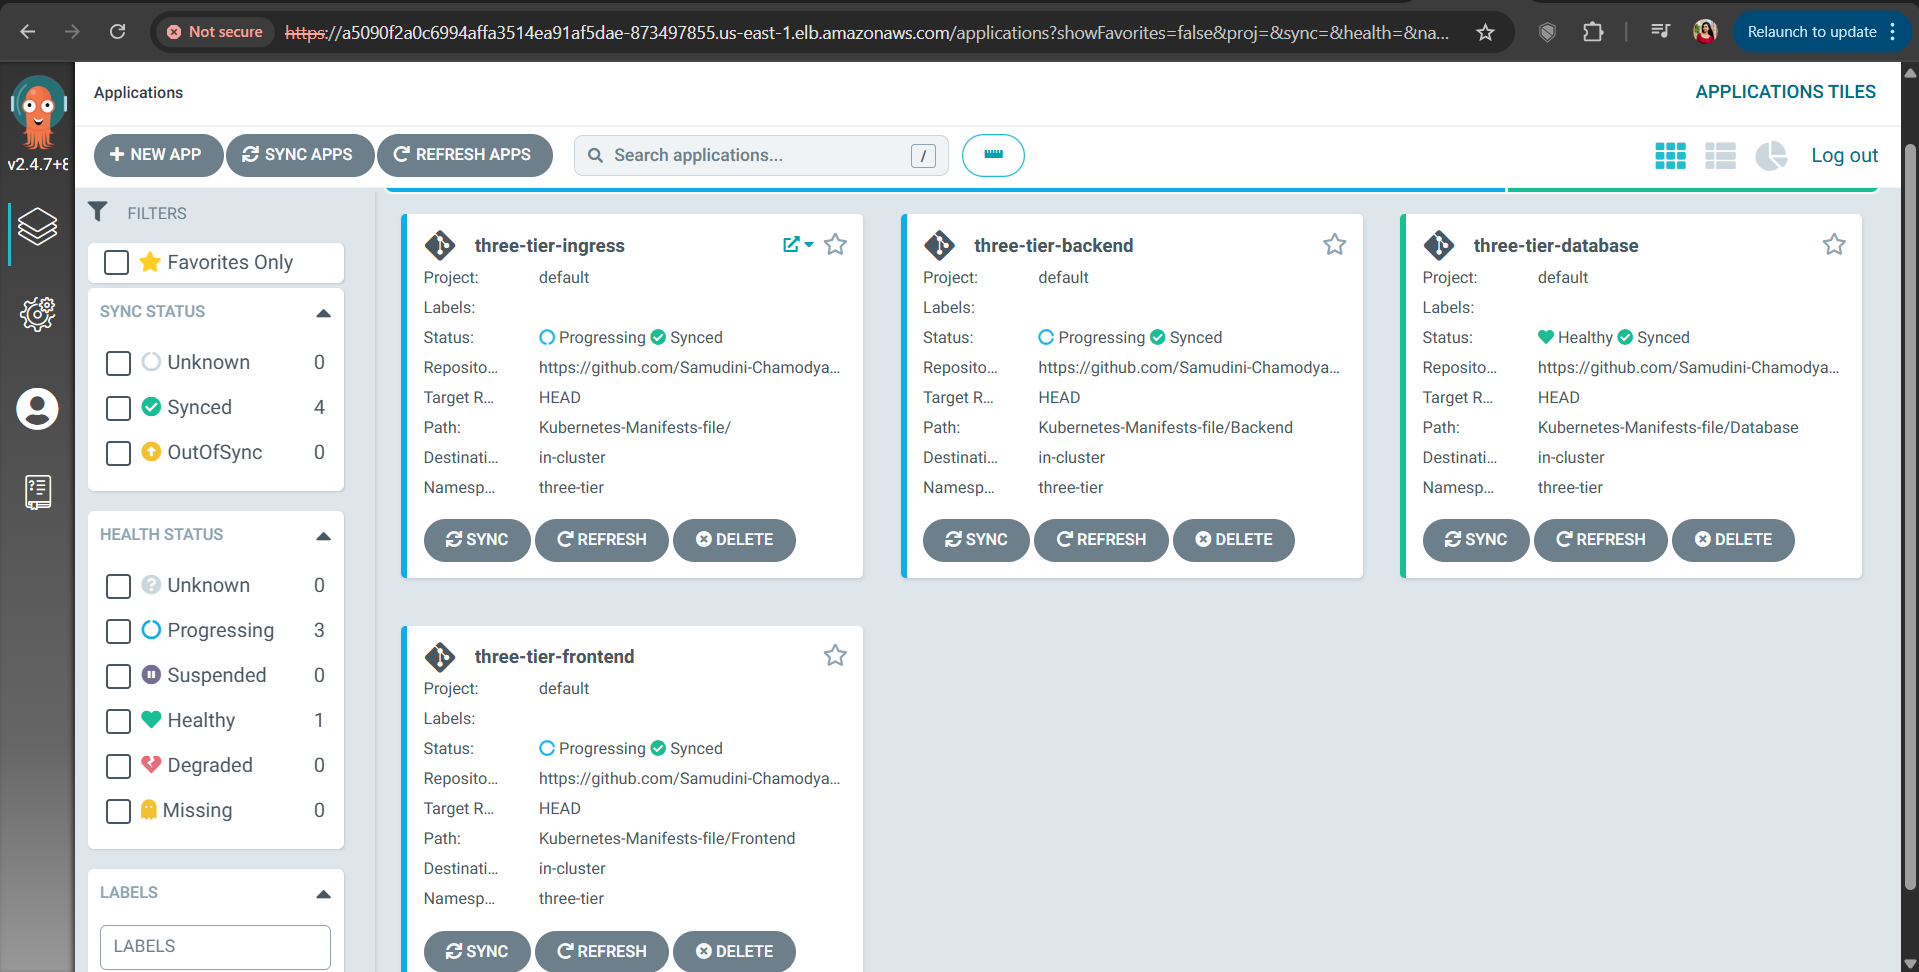 Not secure https://a5090f2a0c6994affa3514ea91af5dae-873497855.us-east-1.elb.amazonaws.com/applications?showFavorites=false&proj=&sync=&health=&na... Relaunch to update
v2.4.7+8
Applications APPLICATIONS TILES
NEW APP SYNC APPS REFRESH APPS Search applications... / Log out
FILTERS
Favorites Only
SYNC STATUS
Unknown 0
Synced 4
OutOfSync 0
HEALTH STATUS
Unknown 0
Progressing 3
Suspended 0
Healthy 1
Degraded 0
Missing 0
LABELS
LABELS
three-tier-ingress
Project: default
Labels:
Status: Progressing Synced
Reposito... https://github.com/Samudini-Chamodya...
Target R... HEAD
Path: Kubernetes-Manifests-file/
Destinati... in-cluster
Namesp... three-tier
SYNC REFRESH DELETE
three-tier-backend
Project: default
Labels:
Status: Progressing Synced
Reposito... https://github.com/Samudini-Chamodya...
Target R... HEAD
Path: Kubernetes-Manifests-file/Backend
Destinati... in-cluster
Namesp... three-tier
SYNC REFRESH DELETE
three-tier-database
Project: default
Labels:
Status: Healthy Synced
Reposito... https://github.com/Samudini-Chamodya...
Target R... HEAD
Path: Kubernetes-Manifests-file/Database
Destinati... in-cluster
Namesp... three-tier
SYNC REFRESH DELETE
three-tier-frontend
Project: default
Labels:
Status: Progressing Synced
Reposito... https://github.com/Samudini-Chamodya...
Target R... HEAD
Path: Kubernetes-Manifests-file/Frontend
Destinati... in-cluster
Namesp... three-tier
SYNC REFRESH DELETE